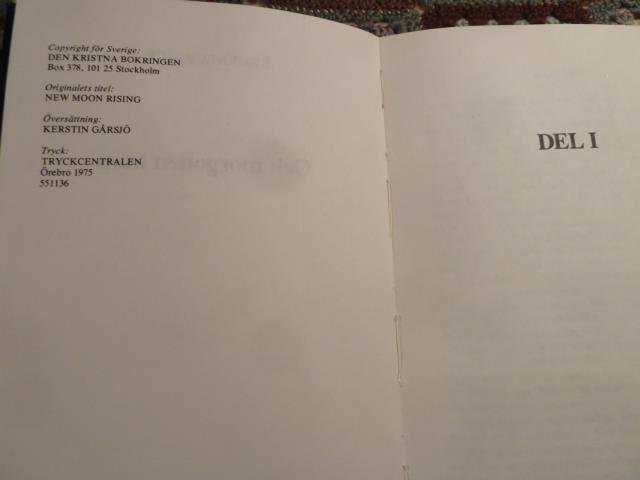 Copyright för Sverige:
DEN KRISTNA BOKRINGEN
Box 378, 101 25 Stockholm
Originalets titel:
NEW MOON RISING
Översättning:
KERSTIN GÅRSJÖ
Tryck:
TRYCKCENTRALEN
Örebro 1975
551136
DEL I